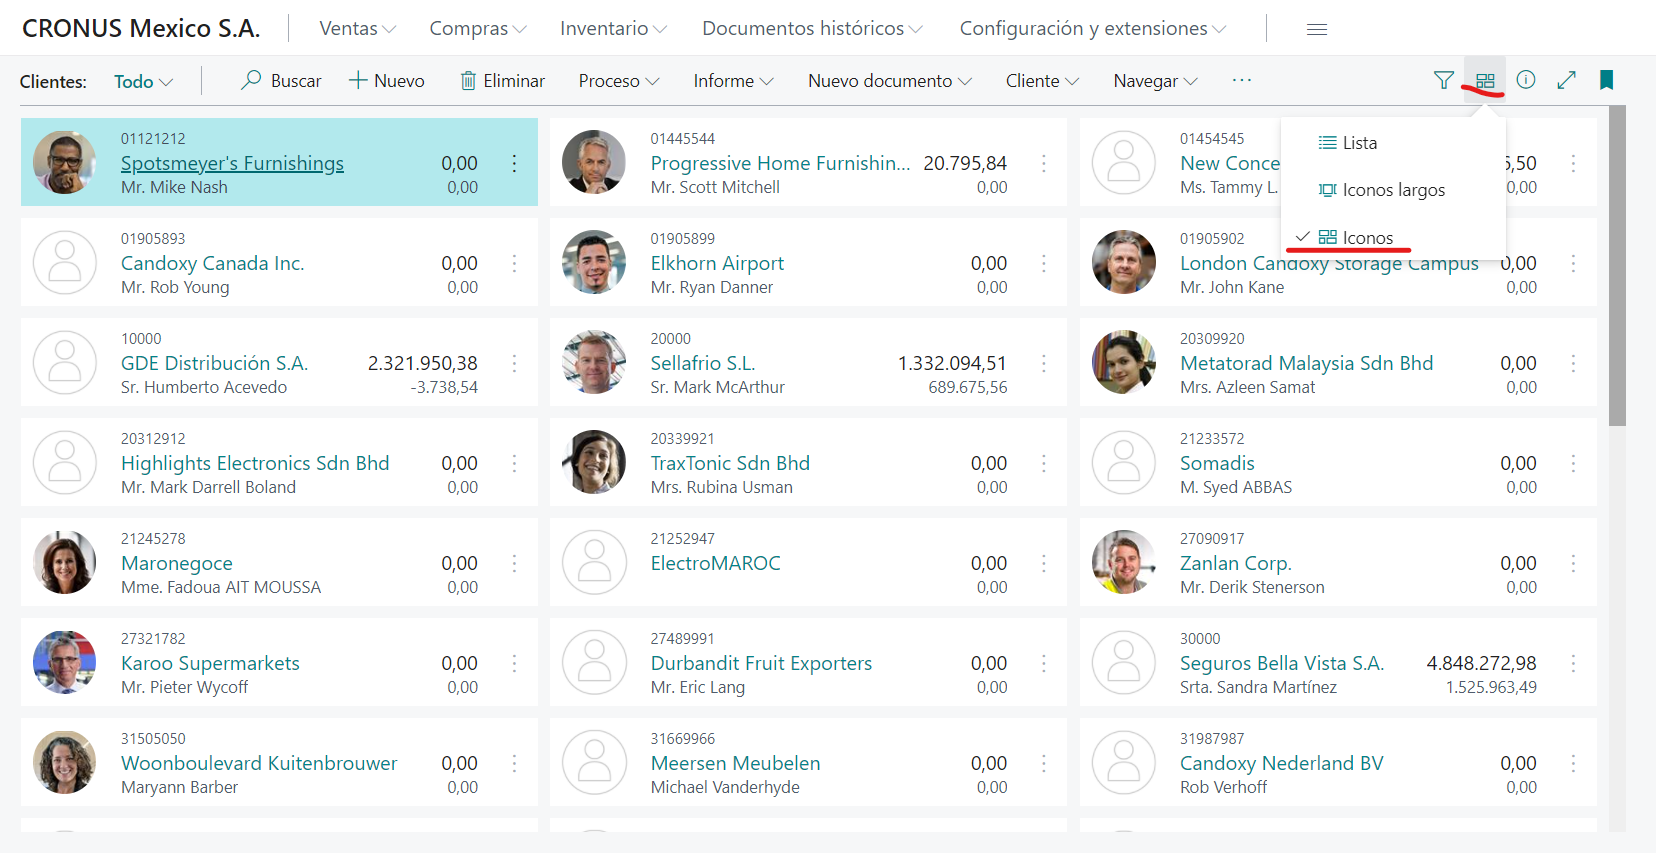 CRONUS Mexico S.A. Ventas Compras Inventario Documentos históricos Configuración y extensiones
Clientes: Todo Buscar Nuevo Eliminar Proceso Informe Nuevo documento Cliente Navegar ...
Lista
Iconos largos
Iconos
01121212
Spotsmeyer's Furnishings 0,00
Mr. Mike Nash 0,00
01445544
Progressive Home Furnishin... 20.795,84
Mr. Scott Mitchell 0,00
01454545
New Conce 5,50
Ms. Tammy L. 0,00
01905893
Candoxy Canada Inc. 0,00
Mr. Rob Young 0,00
01905899
Elkhorn Airport 0,00
Mr. Ryan Danner 0,00
01905902
London Candoxy Storage Campus 0,00
Mr. John Kane 0,00
10000
GDE Distribución S.A. 2.321.950,38
Sr. Humberto Acevedo -3.738,54
20000
Sellafrio S.L. 1.332.094,51
Sr. Mark McArthur 689.675,56
20309920
Metatorad Malaysia Sdn Bhd 0,00
Mrs. Azleen Samat 0,00
20312912
Highlights Electronics Sdn Bhd 0,00
Mr. Mark Darrell Boland 0,00
20339921
TraxTonic Sdn Bhd 0,00
Mrs. Rubina Usman 0,00
21233572
Somadis 0,00
M. Syed ABBAS 0,00
21245278
Maronegoce 0,00
Mme. Fadoua AIT MOUSSA 0,00
21252947
ElectroMAROC 0,00
0,00
27090917
Zanlan Corp. 0,00
Mr. Derik Stenerson 0,00
27321782
Karoo Supermarkets 0,00
Mr. Pieter Wycoff 0,00
27489991
Durbandit Fruit Exporters 0,00
Mr. Eric Lang 0,00
30000
Seguros Bella Vista S.A. 4.848.272,98
Srta. Sandra Martínez 1.525.963,49
31505050
Woonboulevard Kuitenbrouwer 0,00
Maryann Barber 0,00
31669966
Meersen Meubelen 0,00
Michael Vanderhyde 0,00
31987987
Candoxy Nederland BV 0,00
Rob Verhoff 0,00